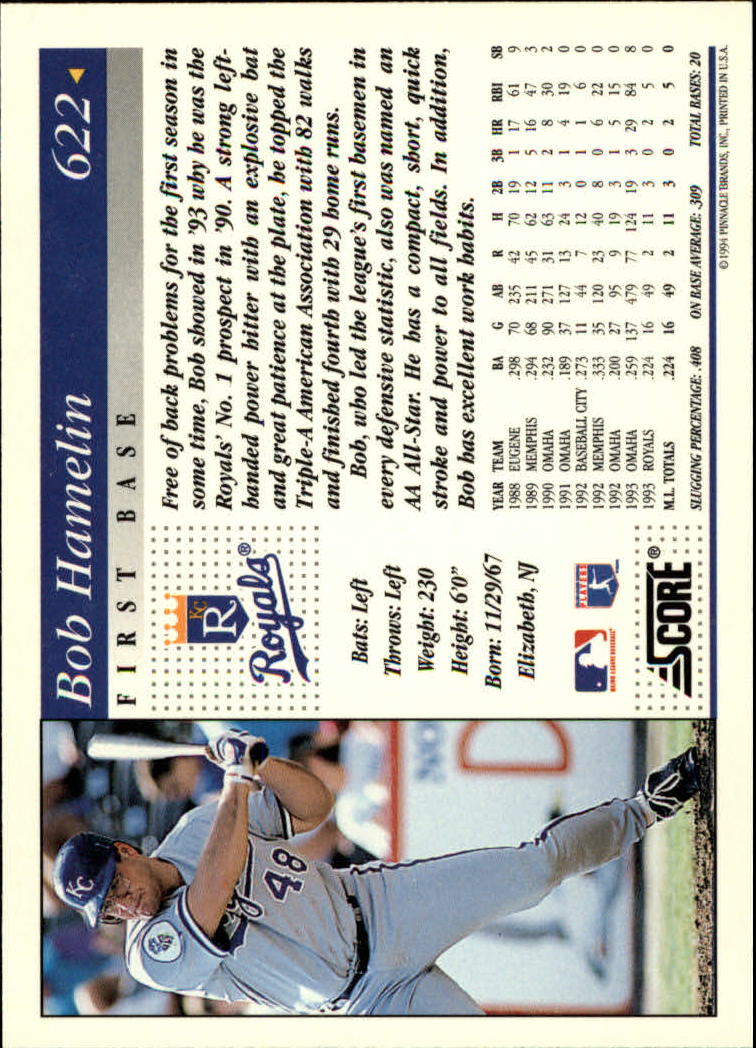 Bob Hamelin 622
FIRST BASE
KC
R
Royals®
Bats: Left
Throws: Left
Weight: 230
Height: 6'0"
Born: 11/29/67
Elizabeth, NJ
MAJOR LEAGUE BASEBALL
PLAYERS
SCORE®
Free of back problems for the first season in
some time, Bob showed in '93 why he was the
Royals' No. 1 prospect in '90. A strong left-
handed power hitter with an explosive bat
and great patience at the plate, he topped the
Triple-A American Association with 82 walks
and finished fourth with 29 home runs.
Bob, who led the league's first basemen in
every defensive statistic, also was named an
AA All-Star. He has a compact, short, quick
stroke and power to all fields. In addition,
Bob has excellent work habits.
YEAR TEAM BA G AB R H 2B 3B HR RBI SB
1988 EUGENE .298 70 235 42 70 19 1 17 61 9
1989 MEMPHIS .294 68 211 45 62 12 5 16 47 3
1990 OMAHA .232 90 271 31 63 11 2 8 30 2
1991 OMAHA .189 37 127 13 24 3 1 4 19 0
1992 BASEBALL CITY .273 11 44 7 12 0 1 1 6 0
1992 MEMPHIS .333 35 120 23 40 8 0 6 22 0
1992 OMAHA .200 27 95 9 19 3 1 5 15 0
1993 OMAHA .259 137 479 77 124 19 3 29 84 8
1993 ROYALS .224 16 49 2 11 3 0 2 5 0
M.L. TOTALS .224 16 49 2 11 3 0 2 5 0
SLUGGING PERCENTAGE: .408 ON BASE AVERAGE: .309 TOTAL BASES: 20
© 1994 PINNACLE BRANDS, INC., PRINTED IN U.S.A.
KC
48
NO
D